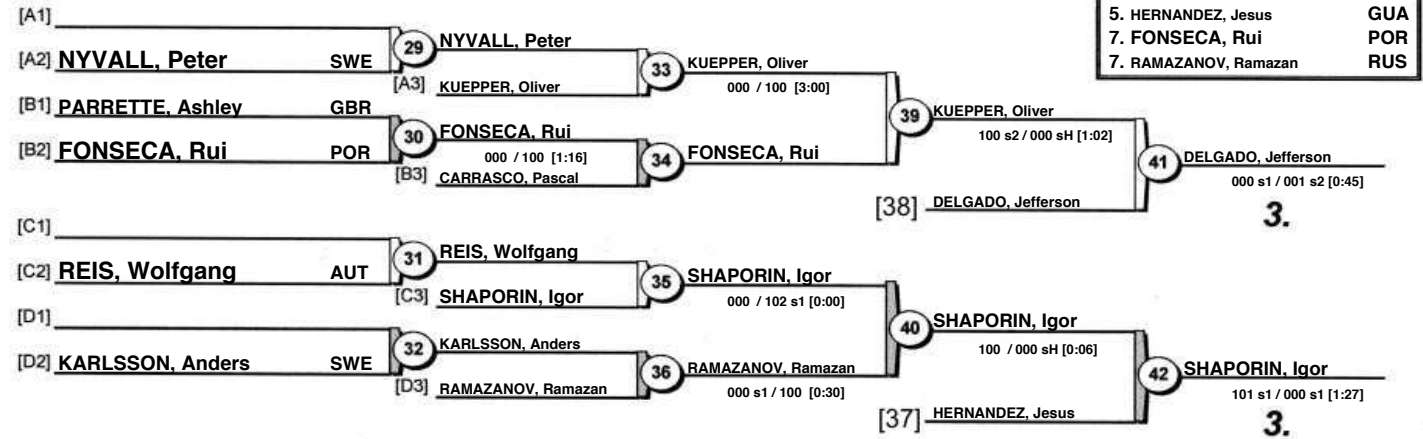 [A1]
[A2] NYVALL, Peter SWE
29
NYVALL, Peter
[A3] KUEPPER, Oliver
33
KUEPPER, Oliver
000 / 100 [3:00]
[B1] PARRETTE, Ashley GBR
[B2] FONSECA, Rui POR
30
FONSECA, Rui
000 / 100 [1:16]
[B3] CARRASCO, Pascal
34
FONSECA, Rui
39
KUEPPER, Oliver
100 s2 / 000 sH [1:02]
[38] DELGADO, Jefferson
41
DELGADO, Jefferson
000 s1 / 001 s2 [0:45]
3.
[C1]
[C2] REIS, Wolfgang AUT
31
REIS, Wolfgang
[C3] SHAPORIN, Igor
35
SHAPORIN, Igor
000 / 102 s1 [0:00]
[D1]
[D2] KARLSSON, Anders SWE
32
KARLSSON, Anders
[D3] RAMAZANOV, Ramazan
36
RAMAZANOV, Ramazan
000 s1 / 100 [0:30]
40
SHAPORIN, Igor
100 / 000 sH [0:06]
[37] HERNANDEZ, Jesus
42
SHAPORIN, Igor
101 s1 / 000 s1 [1:27]
3.
5. HERNANDEZ, Jesus GUA
7. FONSECA, Rui POR
7. RAMAZANOV, Ramazan RUS